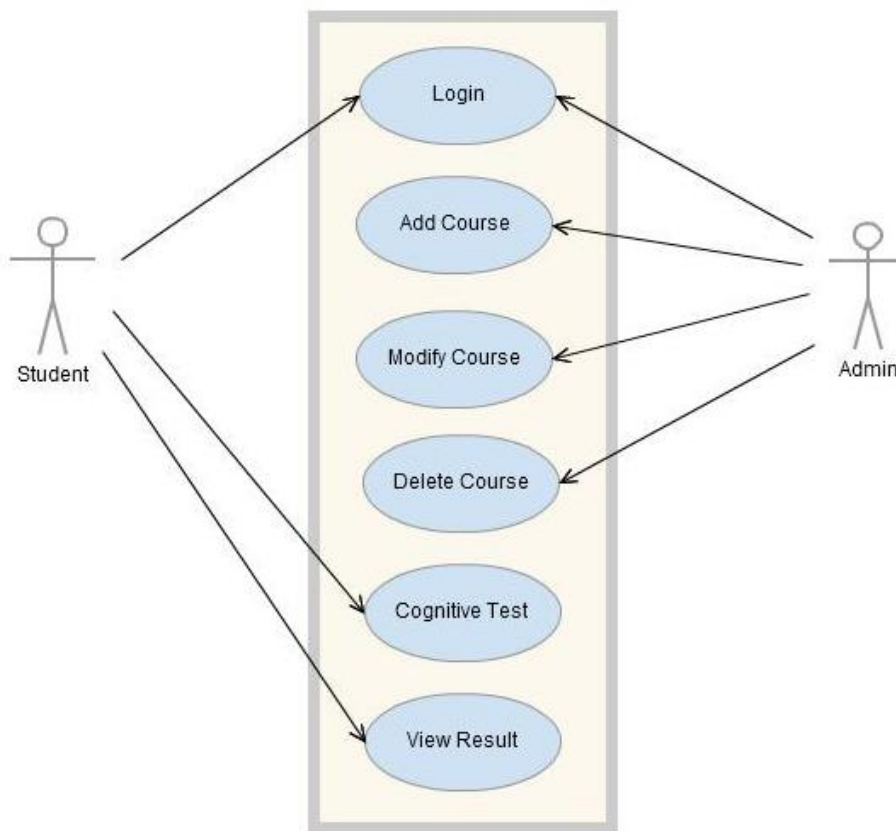 Login
Add Course
Modify Course
Student
Admin
Delete Course
Cognitive Test
View Result